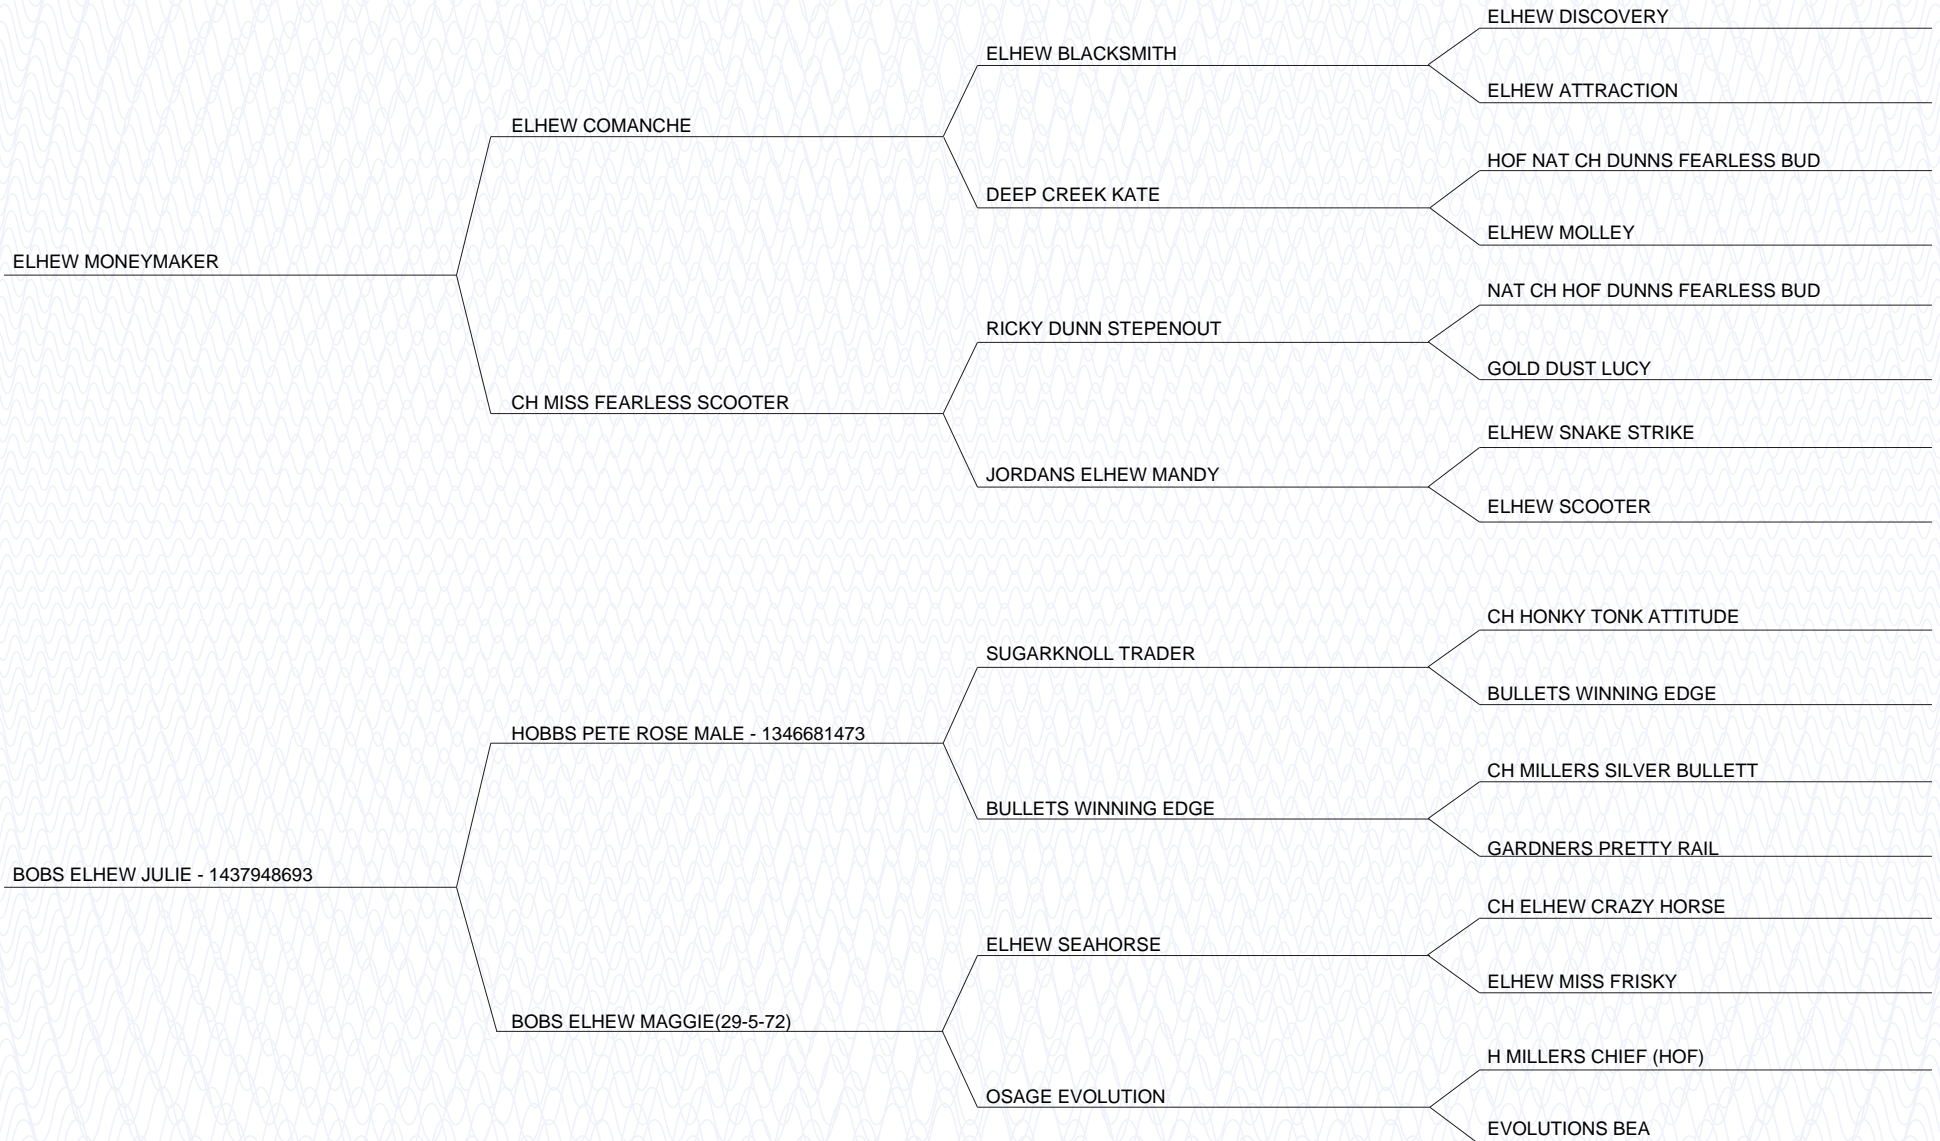 ELHEW DISCOVERY
ELHEW BLACKSMITH
ELHEW ATTRACTION
ELHEW COMANCHE
HOF NAT CH DUNNS FEARLESS BUD
DEEP CREEK KATE
ELHEW MOLLEY
ELHEW MONEYMAKER
NAT CH HOF DUNNS FEARLESS BUD
RICKY DUNN STEPENOUT
GOLD DUST LUCY
CH MISS FEARLESS SCOOTER
ELHEW SNAKE STRIKE
JORDANS ELHEW MANDY
ELHEW SCOOTER
CH HONKY TONK ATTITUDE
SUGARKNOLL TRADER
BULLETS WINNING EDGE
HOBBS PETE ROSE MALE - 1346681473
CH MILLERS SILVER BULLETT
BULLETS WINNING EDGE
GARDNERS PRETTY RAIL
BOBS ELHEW JULIE - 1437948693
CH ELHEW CRAZY HORSE
ELHEW SEAHORSE
ELHEW MISS FRISKY
BOBS ELHEW MAGGIE(29-5-72)
H MILLERS CHIEF (HOF)
OSAGE EVOLUTION
EVOLUTIONS BEA